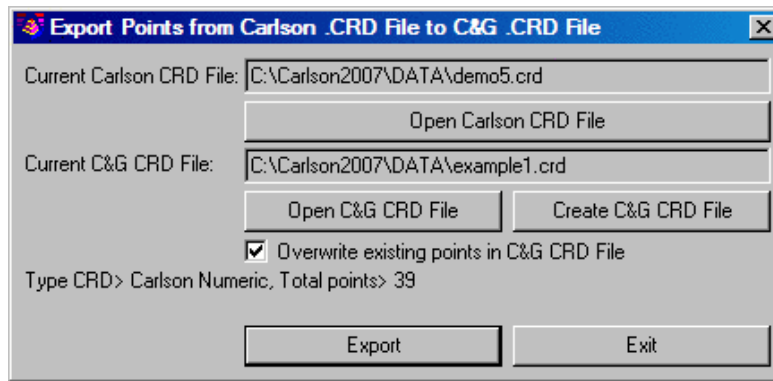 Export Points from Carlson .CRD File to C&G .CRD File
Current Carlson CRD File: C:\Carlson2007\DATA\demo5.crd
Open Carlson CRD File
Current C&G CRD File: C:\Carlson2007\DATA\example1.crd
Open C&G CRD File Create C&G CRD File
Overwrite existing points in C&G CRD File
Type CRD> Carlson Numeric, Total points> 39
Export Exit